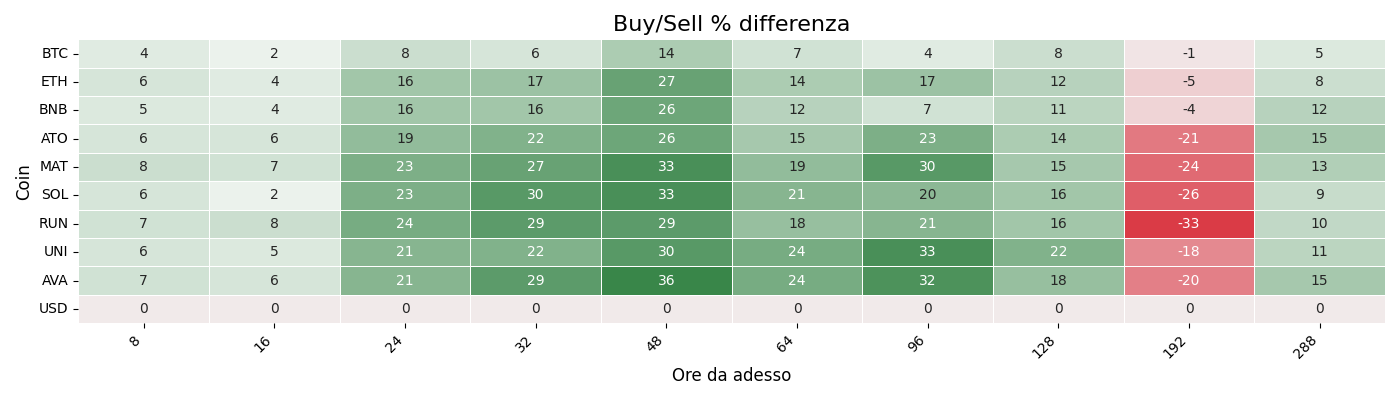 Buy/Sell % differenza
BTC 4 2 8 6 14 7 4 8 -1 5
ETH 6 4 16 17 27 14 17 12 -5 8
BNB 5 4 16 16 26 12 7 11 -4 12
ATO 6 6 19 22 26 15 23 14 -21 15
MAT 8 7 23 27 33 19 30 15 -24 13
SOL 6 2 23 30 33 21 20 16 -26 9
RUN 7 8 24 29 29 18 21 16 -33 10
UNI 6 5 21 22 30 24 33 22 -18 11
AVA 7 6 21 29 36 24 32 18 -20 15
USD 0 0 0 0 0 0 0 0 0 0
Coin
8 16 24 32 48 64 96 128 192 288
Ore da adesso